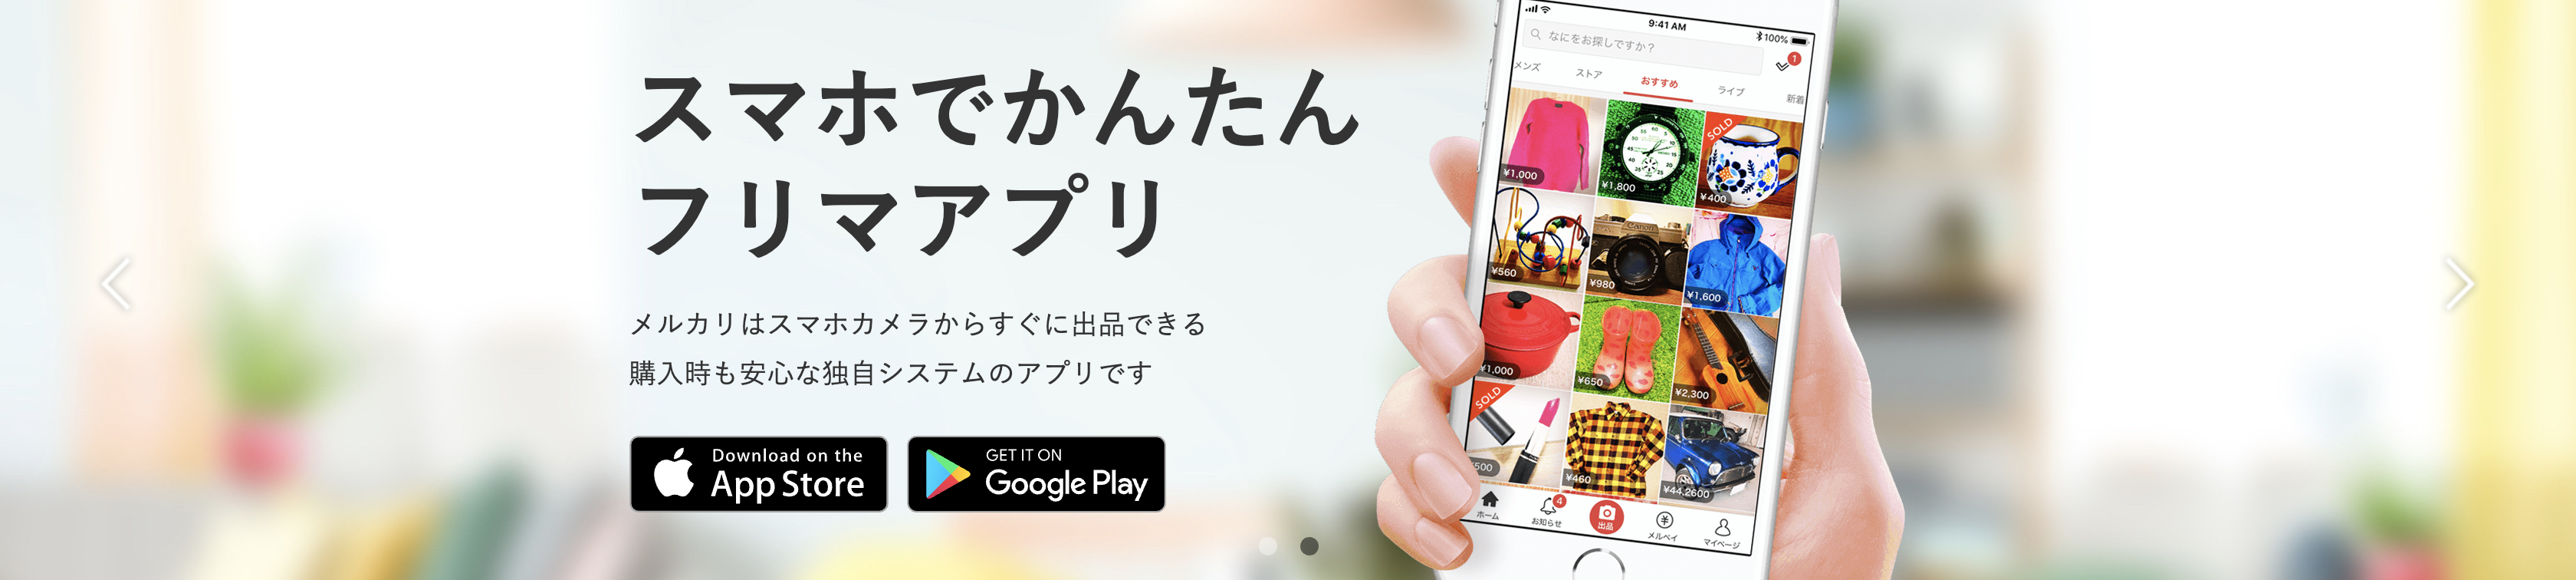 スマホでかんたん
フリマアプリ
メルカリはスマホカメラからすぐに出品できる
購入時も安心な独自システムのアプリです
Download on the
App Store
GET IT ON
Google Play
9:41 AM
100%
なにをお探しですか？
1
メンズ ストア おすすめ ライブ 新着
¥1,000
¥1,800
SOLD
¥400
¥560
Canon
¥980
¥1,600
¥1,000
¥650
¥2,300
SOLD
¥500
¥460
¥44,2600
4
ホーム お知らせ 出品 メルペイ マイページ